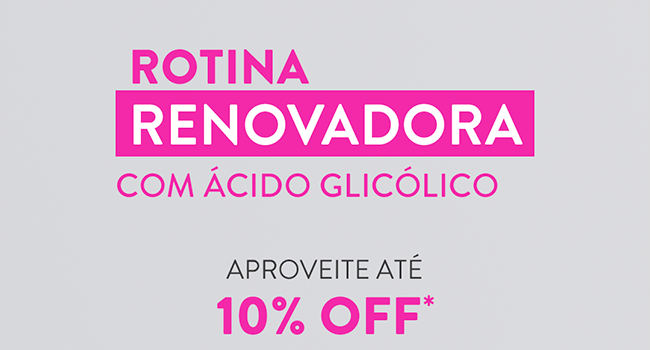 ROTINA
RENOVADORA
COM ÁCIDO GLICÓLICO
APROVEITE ATÉ
10% OFF*